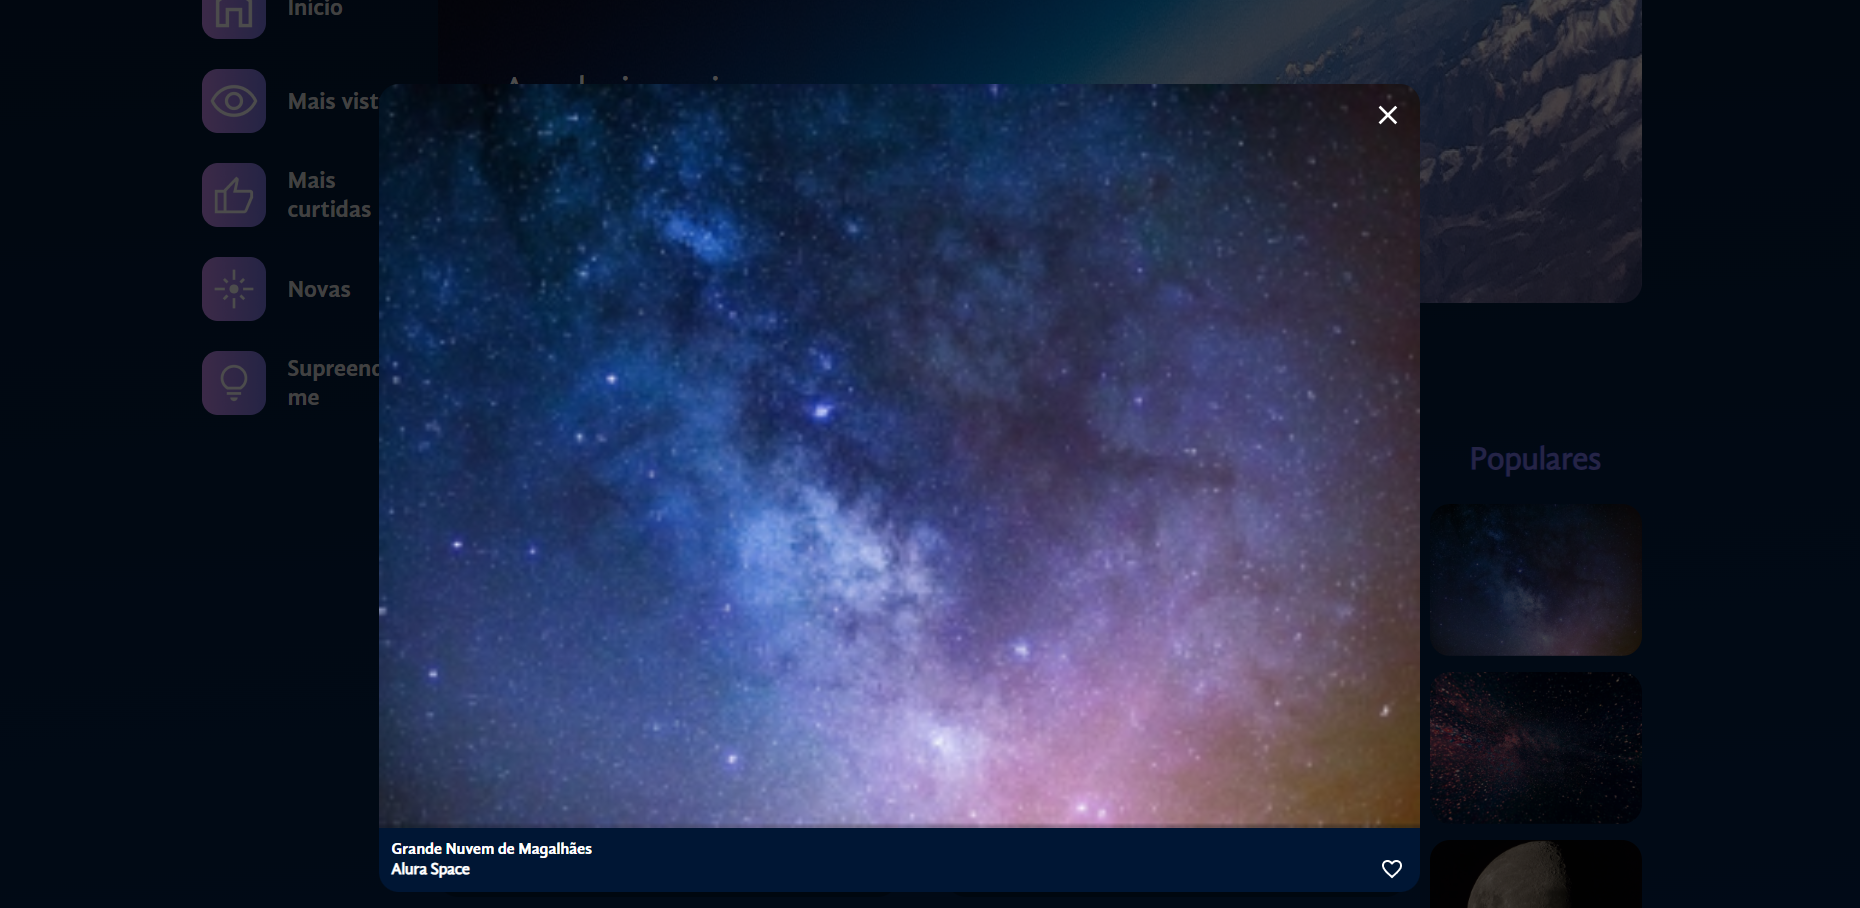 Início
Mais vist
Mais
curtidas
Novas
Supreend
me
Populares
Grande Nuvem de Magalhães
Alura Space